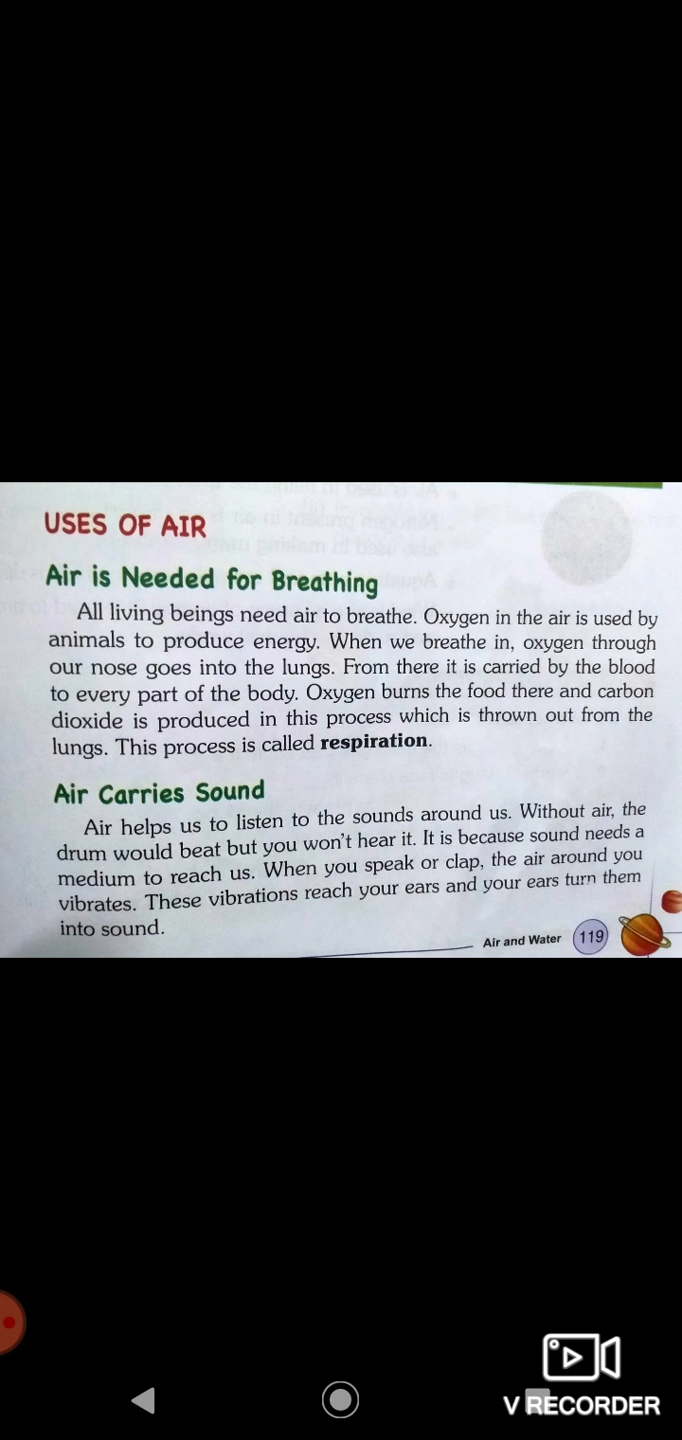 USES OF AIR
Air is Needed for Breathing
All living beings need air to breathe. Oxygen in the air is used by
animals to produce energy. When we breathe in, oxygen through
our nose goes into the lungs. From there it is carried by the blood
to every part of the body. Oxygen burns the food there and carbon
dioxide is produced in this process which is thrown out from the
lungs. This process is called respiration.
Air Carries Sound
Air helps us to listen to the sounds around us. Without air, the
drum would beat but you won't hear it. It is because sound needs a
medium to reach us. When you speak or clap, the air around you
vibrates. These vibrations reach your ears and your ears turn them
into sound.
Air and Water 119
V RECORDER